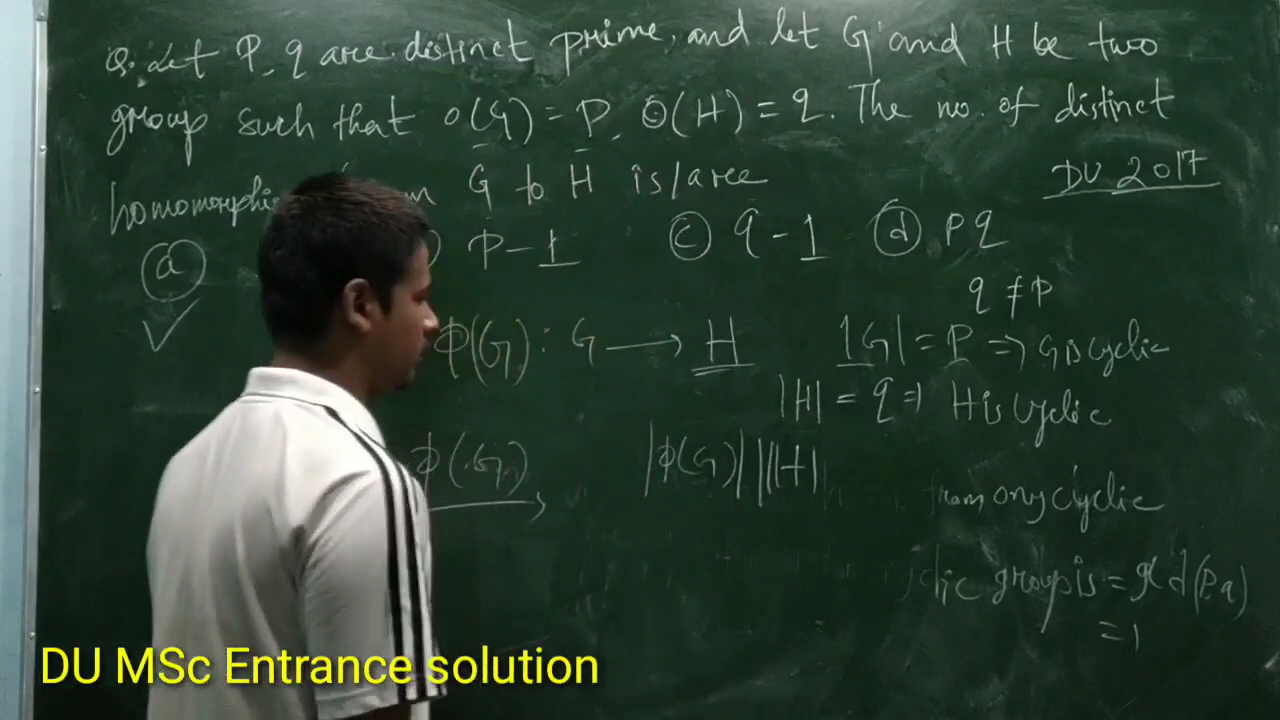 Q. Let P, q are distinct prime, and let G and H be two
group such that o(G) = P, O(H) = q. The no. of distinct
G to H is/are
DU 2017
(a) P-1 (c) q-1 (d) Pq
✓
q ≠ P
Φ(G): G → H |G| = P ⇒ G is cyclic
|H| = q ⇒ H is cyclic
Φ(G) |Φ(G)| | |H|
from any cyclic
group is = gcd(P,q)
= 1
DU MSc Entrance solution